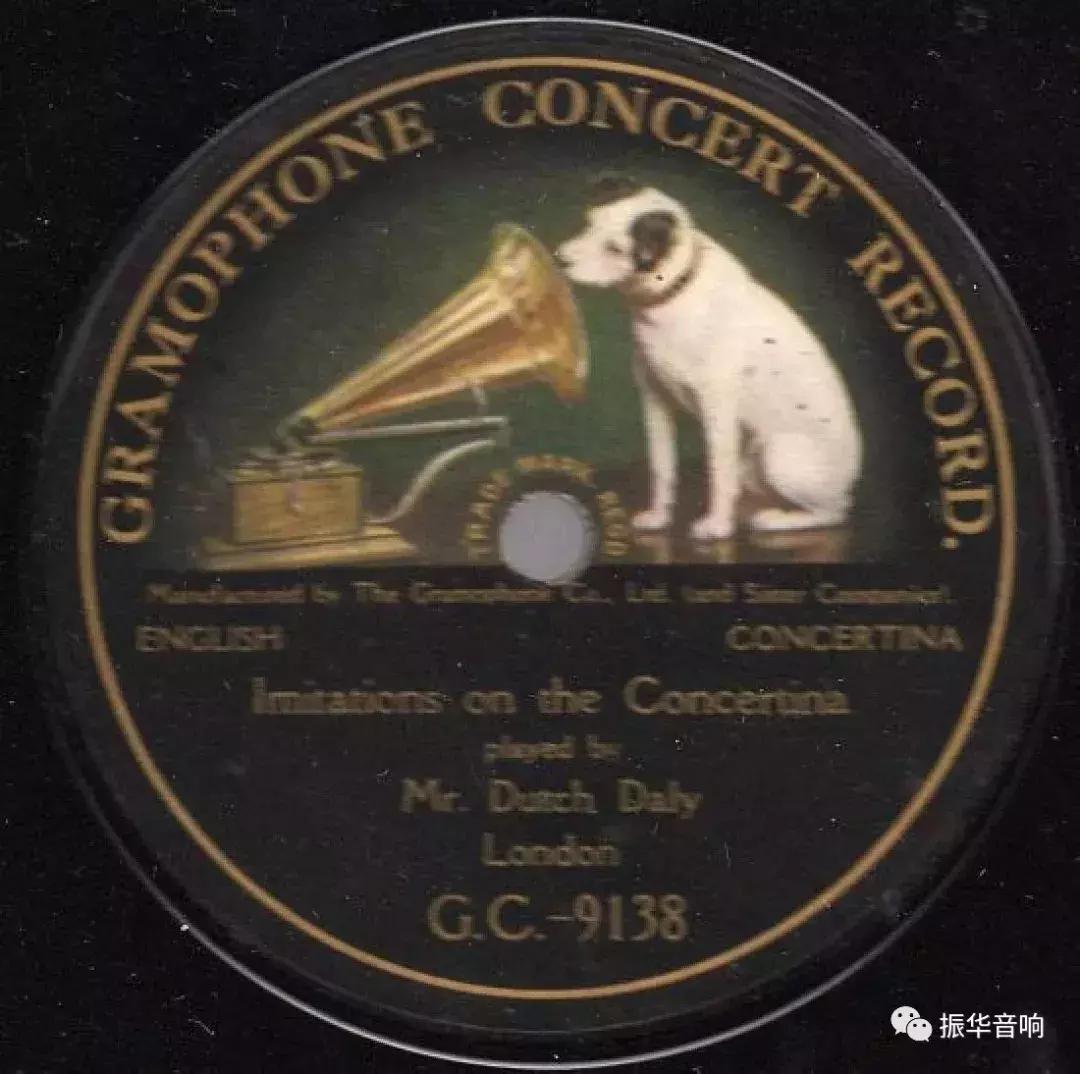 GRAMOPHONE CONCERT RECORD.
TRADE MARK REGD
Manufactured by The Gramophone Co., Ltd. (and Sister Companies).
ENGLISH CONCERTINA
Imitations on the Concertina
played by
Mr. Dutch Daly
London
G.C.-9138
振华音响